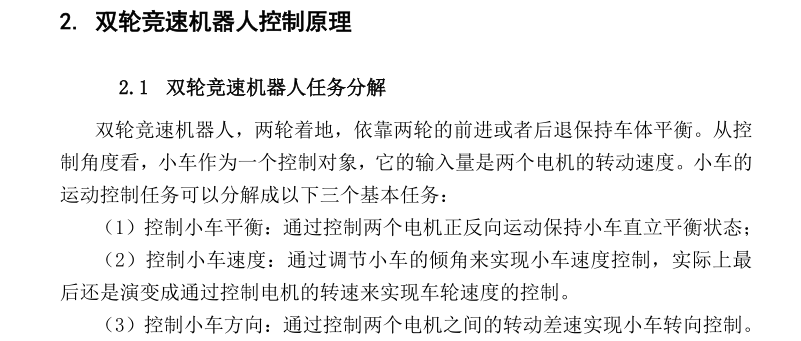 2. 双轮竞速机器人控制原理
2.1 双轮竞速机器人任务分解
双轮竞速机器人，两轮着地，依靠两轮的前进或者后退保持车体平衡。从控
制角度看，小车作为一个控制对象，它的输入量是两个电机的转动速度。小车的
运动控制任务可以分解成以下三个基本任务：
（1）控制小车平衡：通过控制两个电机正反向运动保持小车直立平衡状态；
（2）控制小车速度：通过调节小车的倾角来实现小车速度控制，实际上最
后还是演变成通过控制电机的转速来实现车轮速度的控制。
（3）控制小车方向：通过控制两个电机之间的转动差速实现小车转向控制。